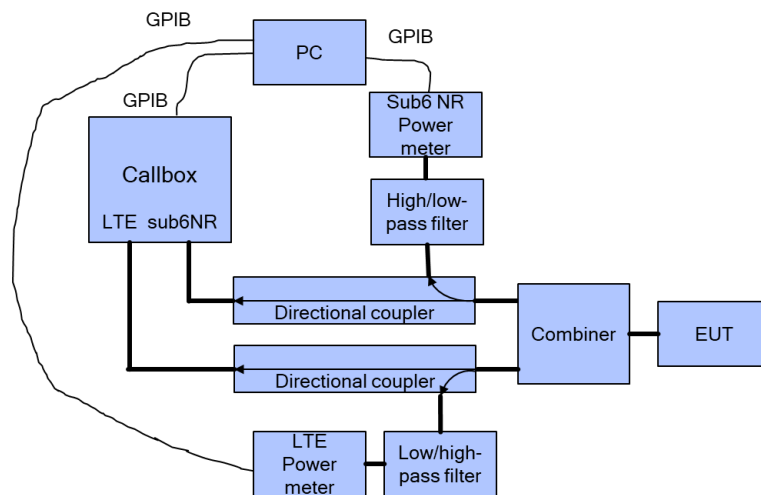 GPIB
PC
GPIB
GPIB
Sub6 NR
Power
meter
Callbox
LTE sub6NR
High/low-
pass filter
Directional coupler
Combiner
EUT
Directional coupler
LTE
Power
meter
Low/high-
pass filter